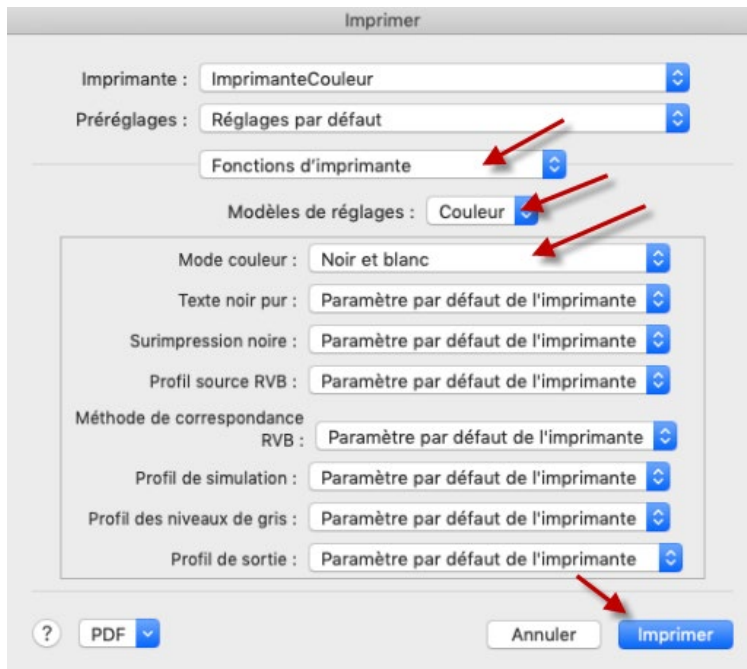 Imprimer
Imprimante : ImprimanteCouleur
Préréglages : Réglages par défaut
Fonctions d'imprimante
Modèles de réglages : Couleur
Mode couleur : Noir et blanc
Texte noir pur : Paramètre par défaut de l'imprimante
Surimpression noire : Paramètre par défaut de l'imprimante
Profil source RVB : Paramètre par défaut de l'imprimante
Méthode de correspondance
RVB : Paramètre par défaut de l'imprimante
Profil de simulation : Paramètre par défaut de l'imprimante
Profil des niveaux de gris : Paramètre par défaut de l'imprimante
Profil de sortie : Paramètre par défaut de l'imprimante
? PDF Annuler Imprimer